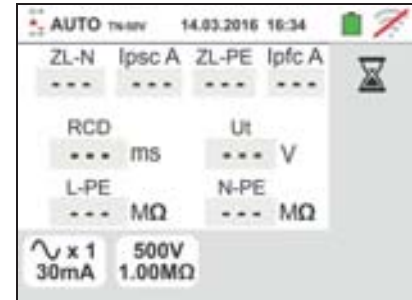 AUTO TN-50V 14.03.2016 16:34
ZL-N Ipsc A ZL-PE Ipfc A
--- --- --- ---
RCD Ut
--- ms --- V
L-PE N-PE
--- MΩ --- MΩ
x 1 500V
30mA 1.00MΩ